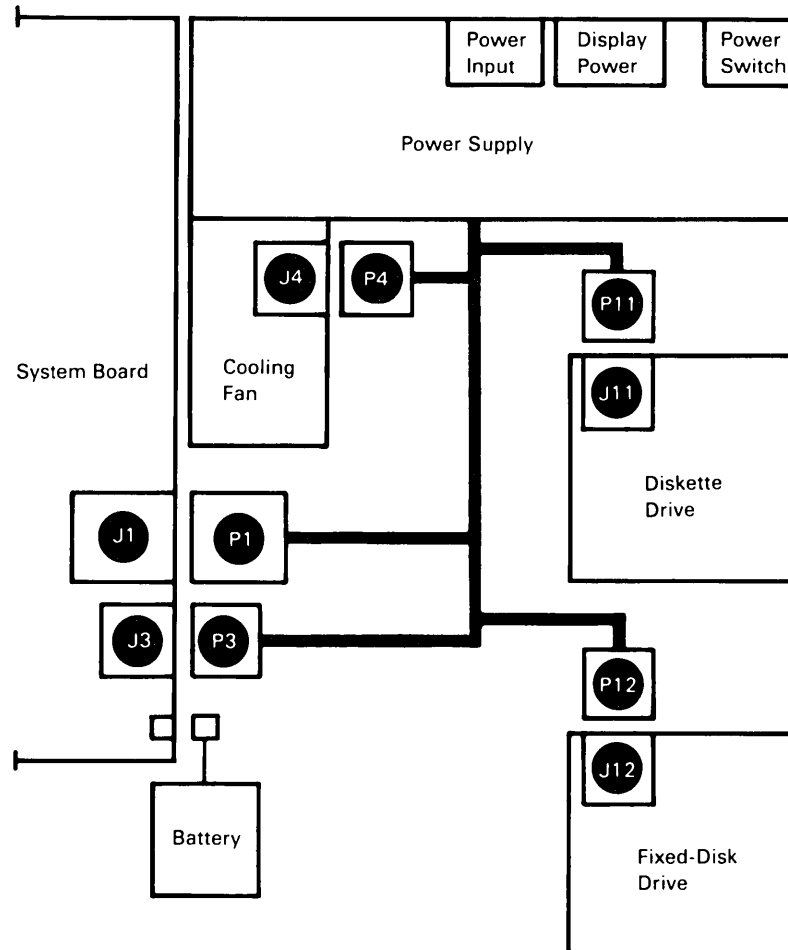 Power
Input
Display
Power
Power
Switch
Power Supply
J4
P4
P11
System Board
Cooling
Fan
J11
Diskette
Drive
J1
P1
J3
P3
P12
J12
Battery
Fixed-Disk
Drive